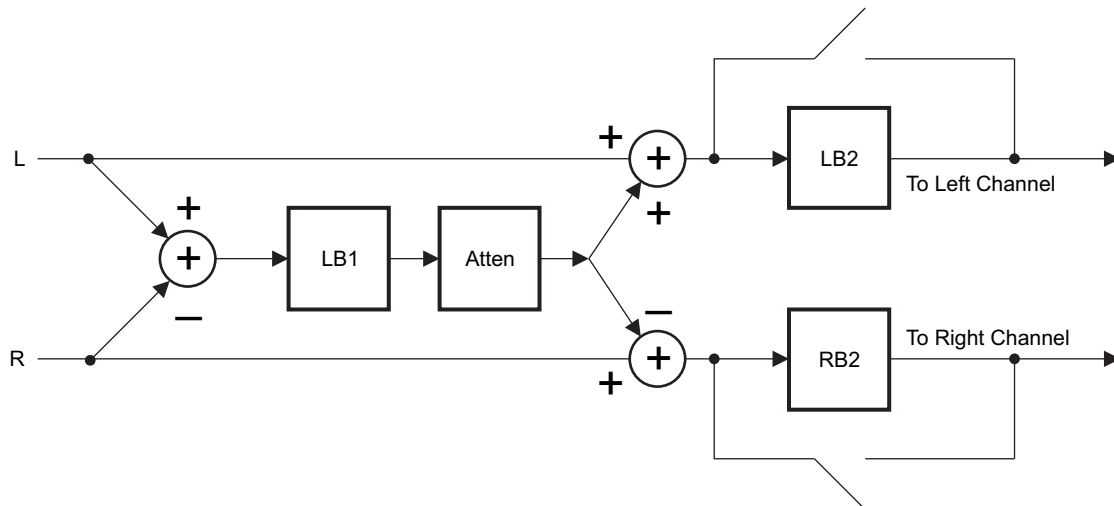 +
L
+
LB2
To Left Channel
+
+
+
LB1
Atten
−
−
To Right Channel
R
+
RB2
+